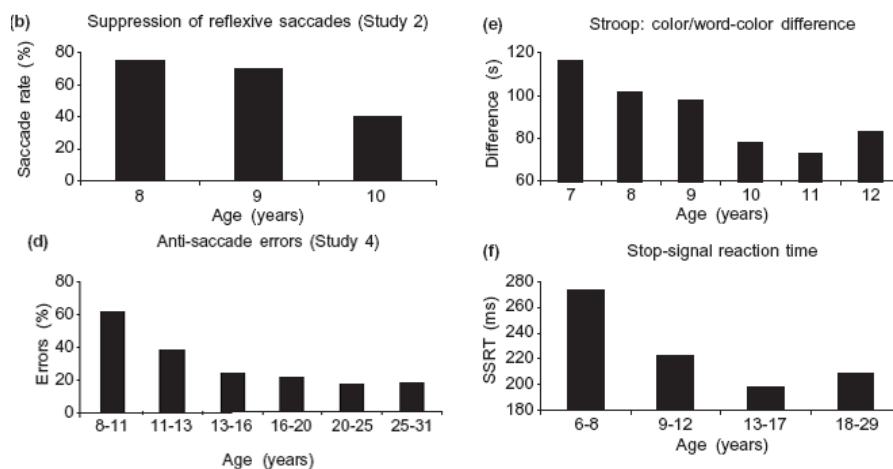 (b) Suppression of reflexive saccades (Study 2)
Saccade rate (%)
80
60
40
20
0
8 9 10
Age (years)
(e) Stroop: color/word-color difference
Difference (s)
120
100
80
60
7 8 9 10 11 12
Age (years)
(d) Anti-saccade errors (Study 4)
Errors (%)
80
60
40
20
0
8-11 11-13 13-16 16-20 20-25 25-31
Age (years)
(f) Stop-signal reaction time
SSRT (ms)
280
260
240
220
200
180
6-8 9-12 13-17 18-29
Age (years)